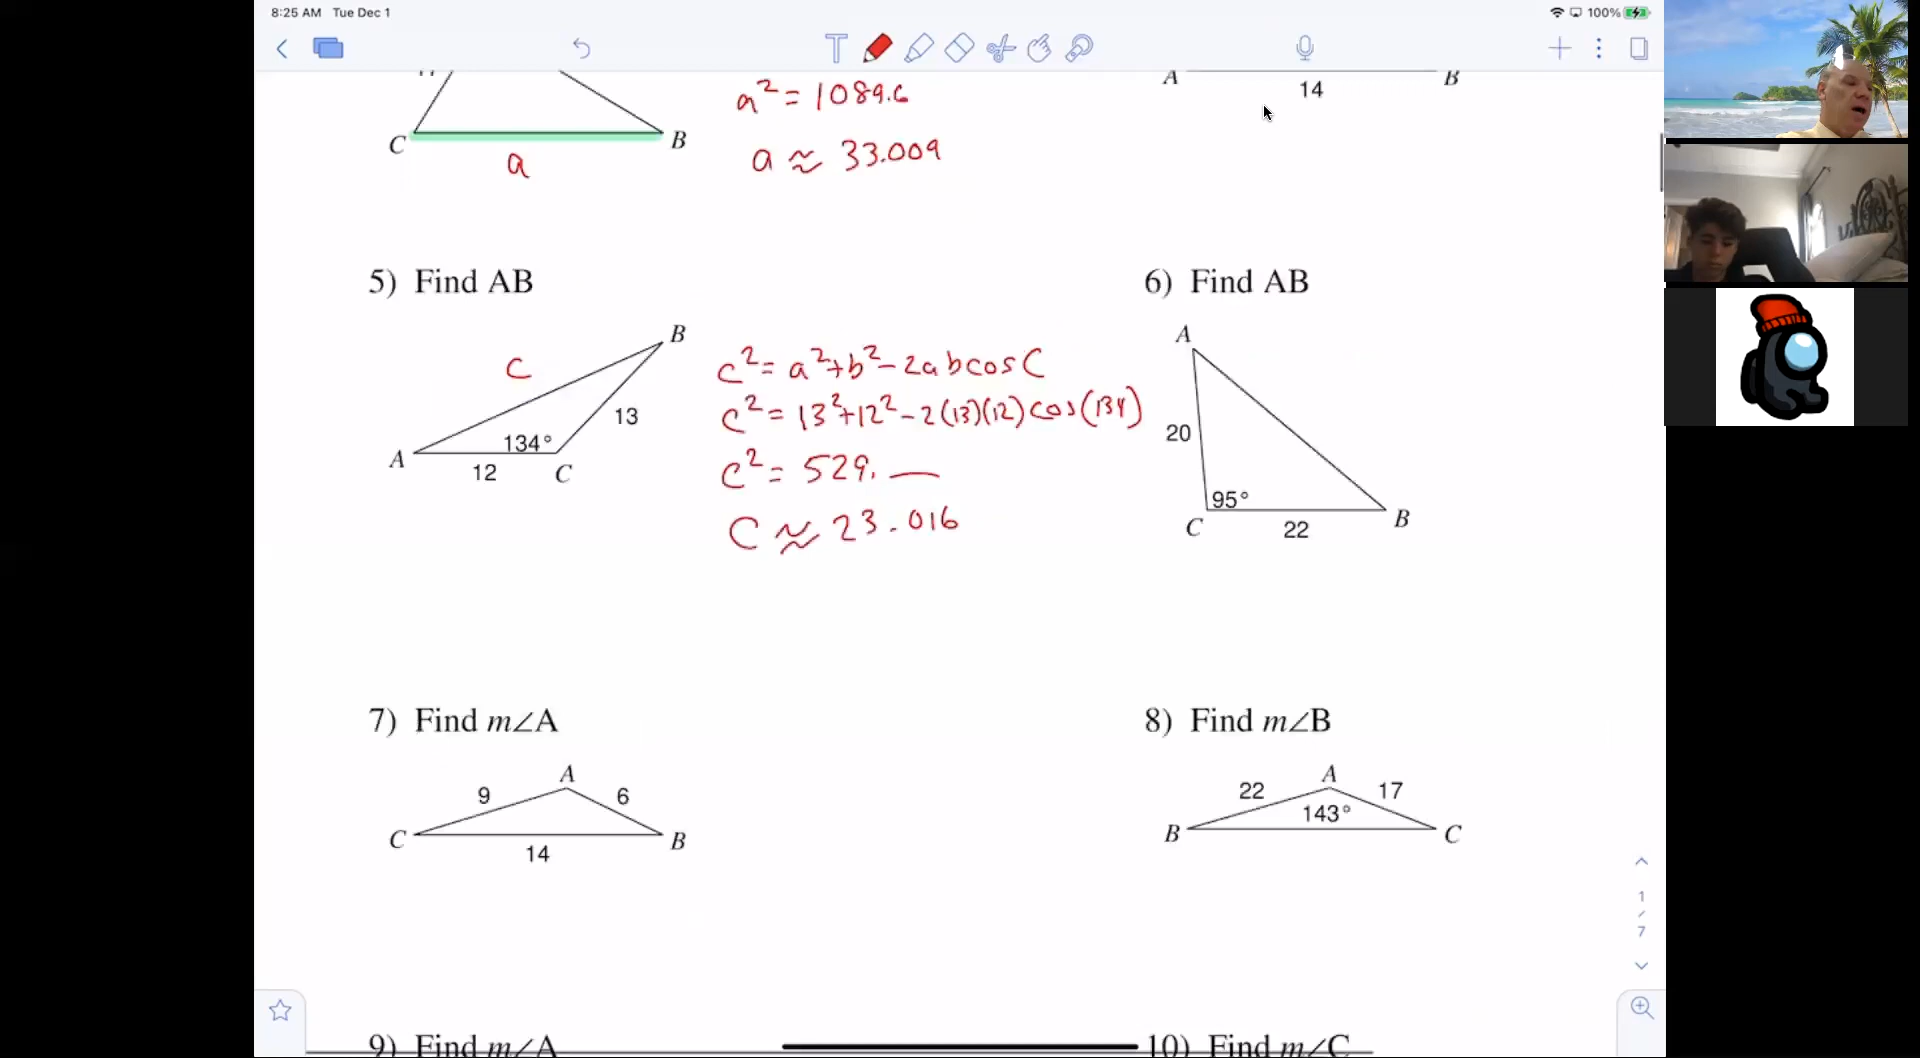 8:25 AM Tue Dec 1
100%
C
B
a
a² = 1089.6
a ≈ 33.009
A
B
14
5) Find AB
B
c
13
134°
A
12
C
c² = a² + b² - 2ab cos C
c² = 13² + 12² - 2(13)(12) cos(134)
c² = 529. __
C ≈ 23.016
6) Find AB
A
20
95°
C
22
B
7) Find m∠A
A
9
6
C
B
14
8) Find m∠B
A
22
17
143°
B
C
1
/
7
9) Find m∠A
10) Find m∠C